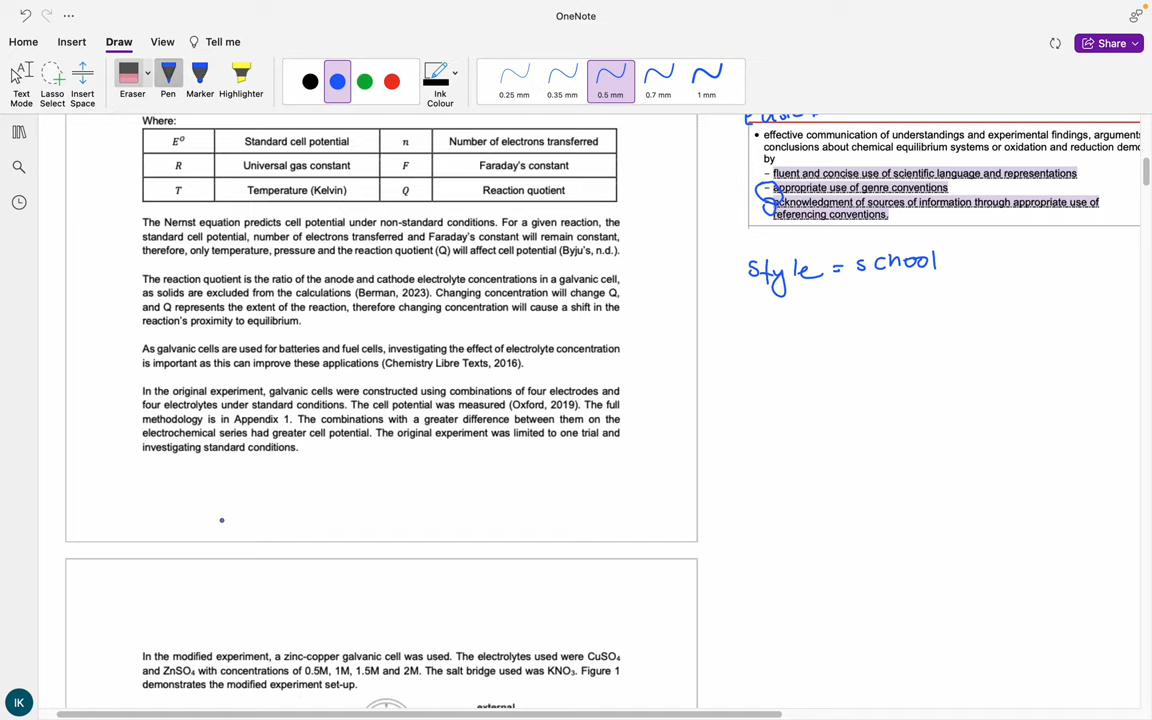 OneNote
Home Insert Draw View Tell me
Share
Text Mode
Lasso Select
Insert Space
Eraser
Pen
Marker
Highlighter
Ink Colour
0.25 mm
0.35 mm
0.5 mm
0.7 mm
1 mm
Where:
E⁰ Standard cell potential n Number of electrons transferred
R Universal gas constant F Faraday's constant
T Temperature (Kelvin) Q Reaction quotient
The Nernst equation predicts cell potential under non-standard conditions. For a given reaction, the
standard cell potential, number of electrons transferred and Faraday's constant will remain constant,
therefore, only temperature, pressure and the reaction quotient (Q) will affect cell potential (Byju's, n.d.).
The reaction quotient is the ratio of the anode and cathode electrolyte concentrations in a galvanic cell,
as solids are excluded from the calculations (Berman, 2023). Changing concentration will change Q,
and Q represents the extent of the reaction, therefore changing concentration will cause a shift in the
reaction's proximity to equilibrium.
As galvanic cells are used for batteries and fuel cells, investigating the effect of electrolyte concentration
is important as this can improve these applications (Chemistry Libre Texts, 2016).
In the original experiment, galvanic cells were constructed using combinations of four electrodes and
four electrolytes under standard conditions. The cell potential was measured (Oxford, 2019). The full
methodology is in Appendix 1. The combinations with a greater difference between them on the
electrochemical series had greater cell potential. The original experiment was limited to one trial and
investigating standard conditions.
In the modified experiment, a zinc-copper galvanic cell was used. The electrolytes used were CuSO₄
and ZnSO₄ with concentrations of 0.5M, 1M, 1.5M and 2M. The salt bridge used was KNO₃. Figure 1
demonstrates the modified experiment set-up.
external
• effective communication of understandings and experimental findings, argument
conclusions about chemical equilibrium systems or oxidation and reduction dem
by
– fluent and concise use of scientific language and representations
– appropriate use of genre conventions
acknowledgment of sources of information through appropriate use of
referencing conventions.
style = school
IK